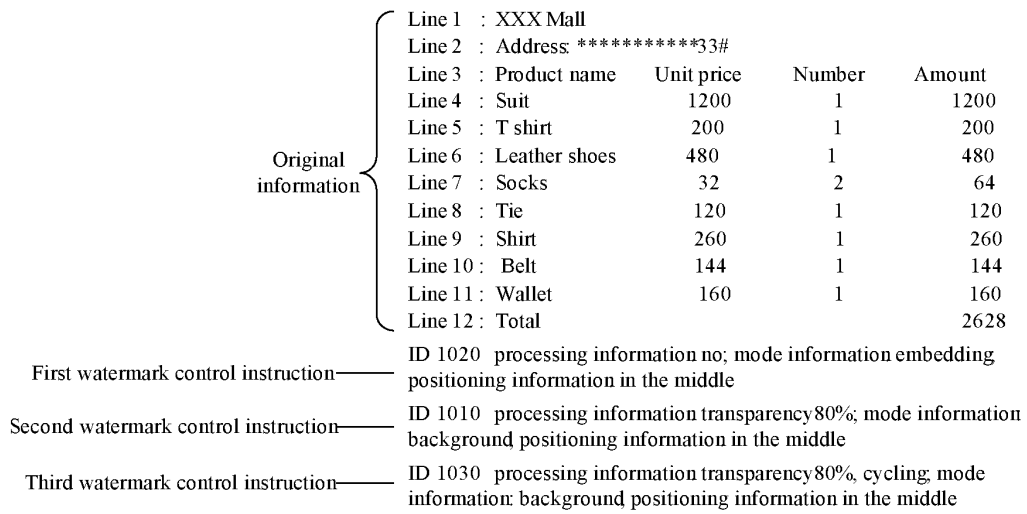 Line 1 : XXX Mall
Line 2 : Address: ***********33#
Line 3 : Product name Unit price Number Amount
Line 4 : Suit 1200 1 1200
Line 5 : T shirt 200 1 200
Original information
Line 6 : Leather shoes 480 1 480
Line 7 : Socks 32 2 64
Line 8 : Tie 120 1 120
Line 9 : Shirt 260 1 260
Line 10 : Belt 144 1 144
Line 11 : Wallet 160 1 160
Line 12 : Total 2628
First watermark control instruction
ID 1020 processing information no; mode information embedding,
positioning information in the middle
Second watermark control instruction
ID 1010 processing information transparency 80%; mode information
background, positioning information in the middle
Third watermark control instruction
ID 1030 processing information transparency 80%, cycling; mode
information: background, positioning information in the middle